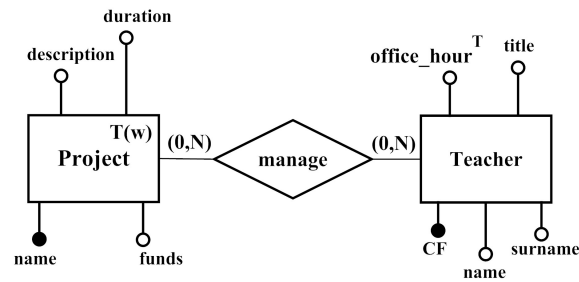 duration
description
office_hour^T
title
T(w)
Project
(0,N)
manage
(0,N)
Teacher
name
funds
CF
name
surname